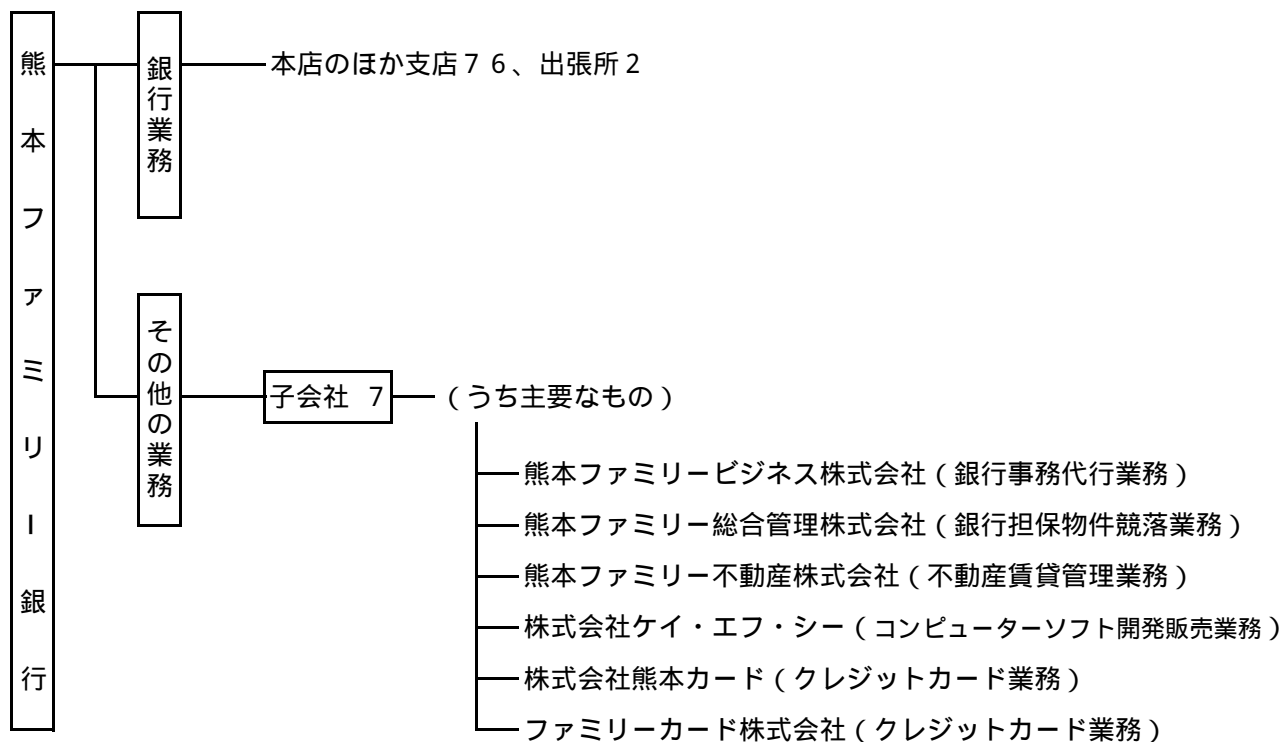 熊本ファミリー銀行
銀行業務
本店のほか支店76、出張所2
その他の業務
子会社 7
(うち主要なもの)
熊本ファミリービジネス株式会社(銀行事務代行業務)
熊本ファミリー総合管理株式会社(銀行担保物件競落業務)
熊本ファミリー不動産株式会社(不動産賃貸管理業務)
株式会社ケイ・エフ・シー(コンピューターソフト開発販売業務)
株式会社熊本カード(クレジットカード業務)
ファミリーカード株式会社(クレジットカード業務)